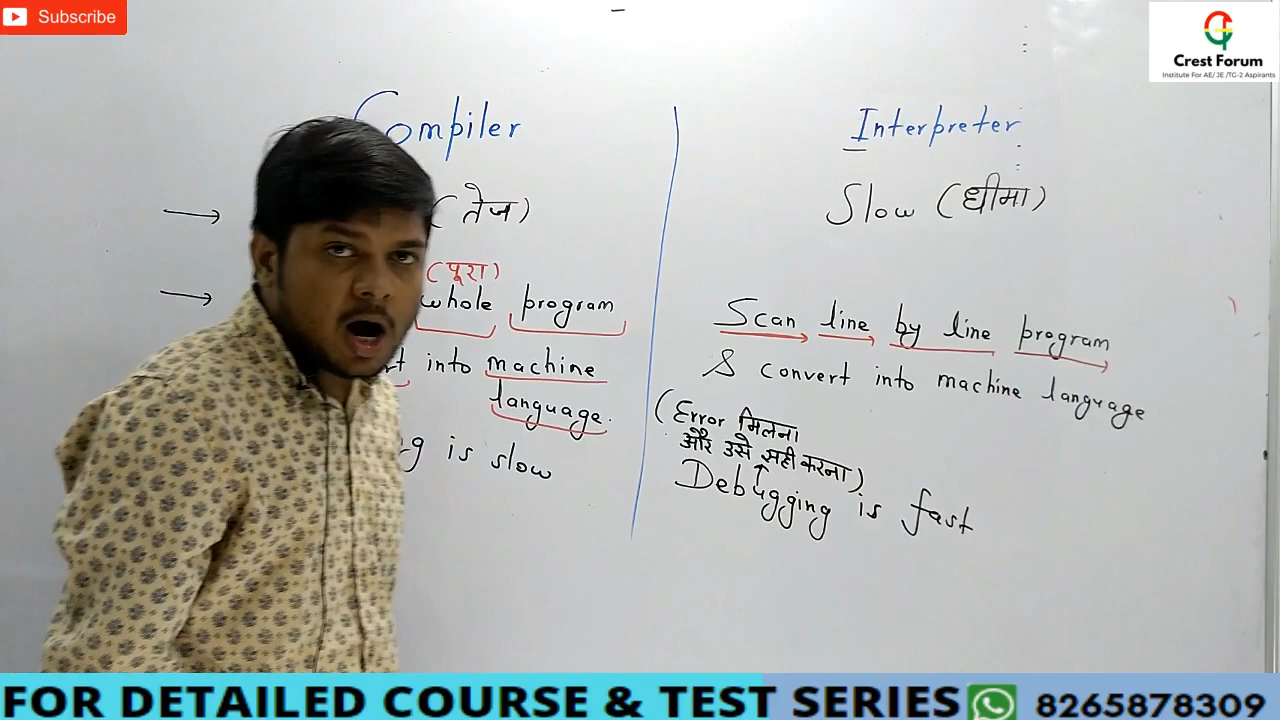 Subscribe
Crest Forum
Institute For AE/ JE /TG-2 Aspirants
Compiler
(तेज)
(पूरा)
whole program
into machine
language.
is slow
Interpreter
Slow (धीमा)
Scan line by line program
& convert into machine language
(Error मिलना
और उसे सही करना)
Debugging is fast
FOR DETAILED COURSE & TEST SERIES 8265878309